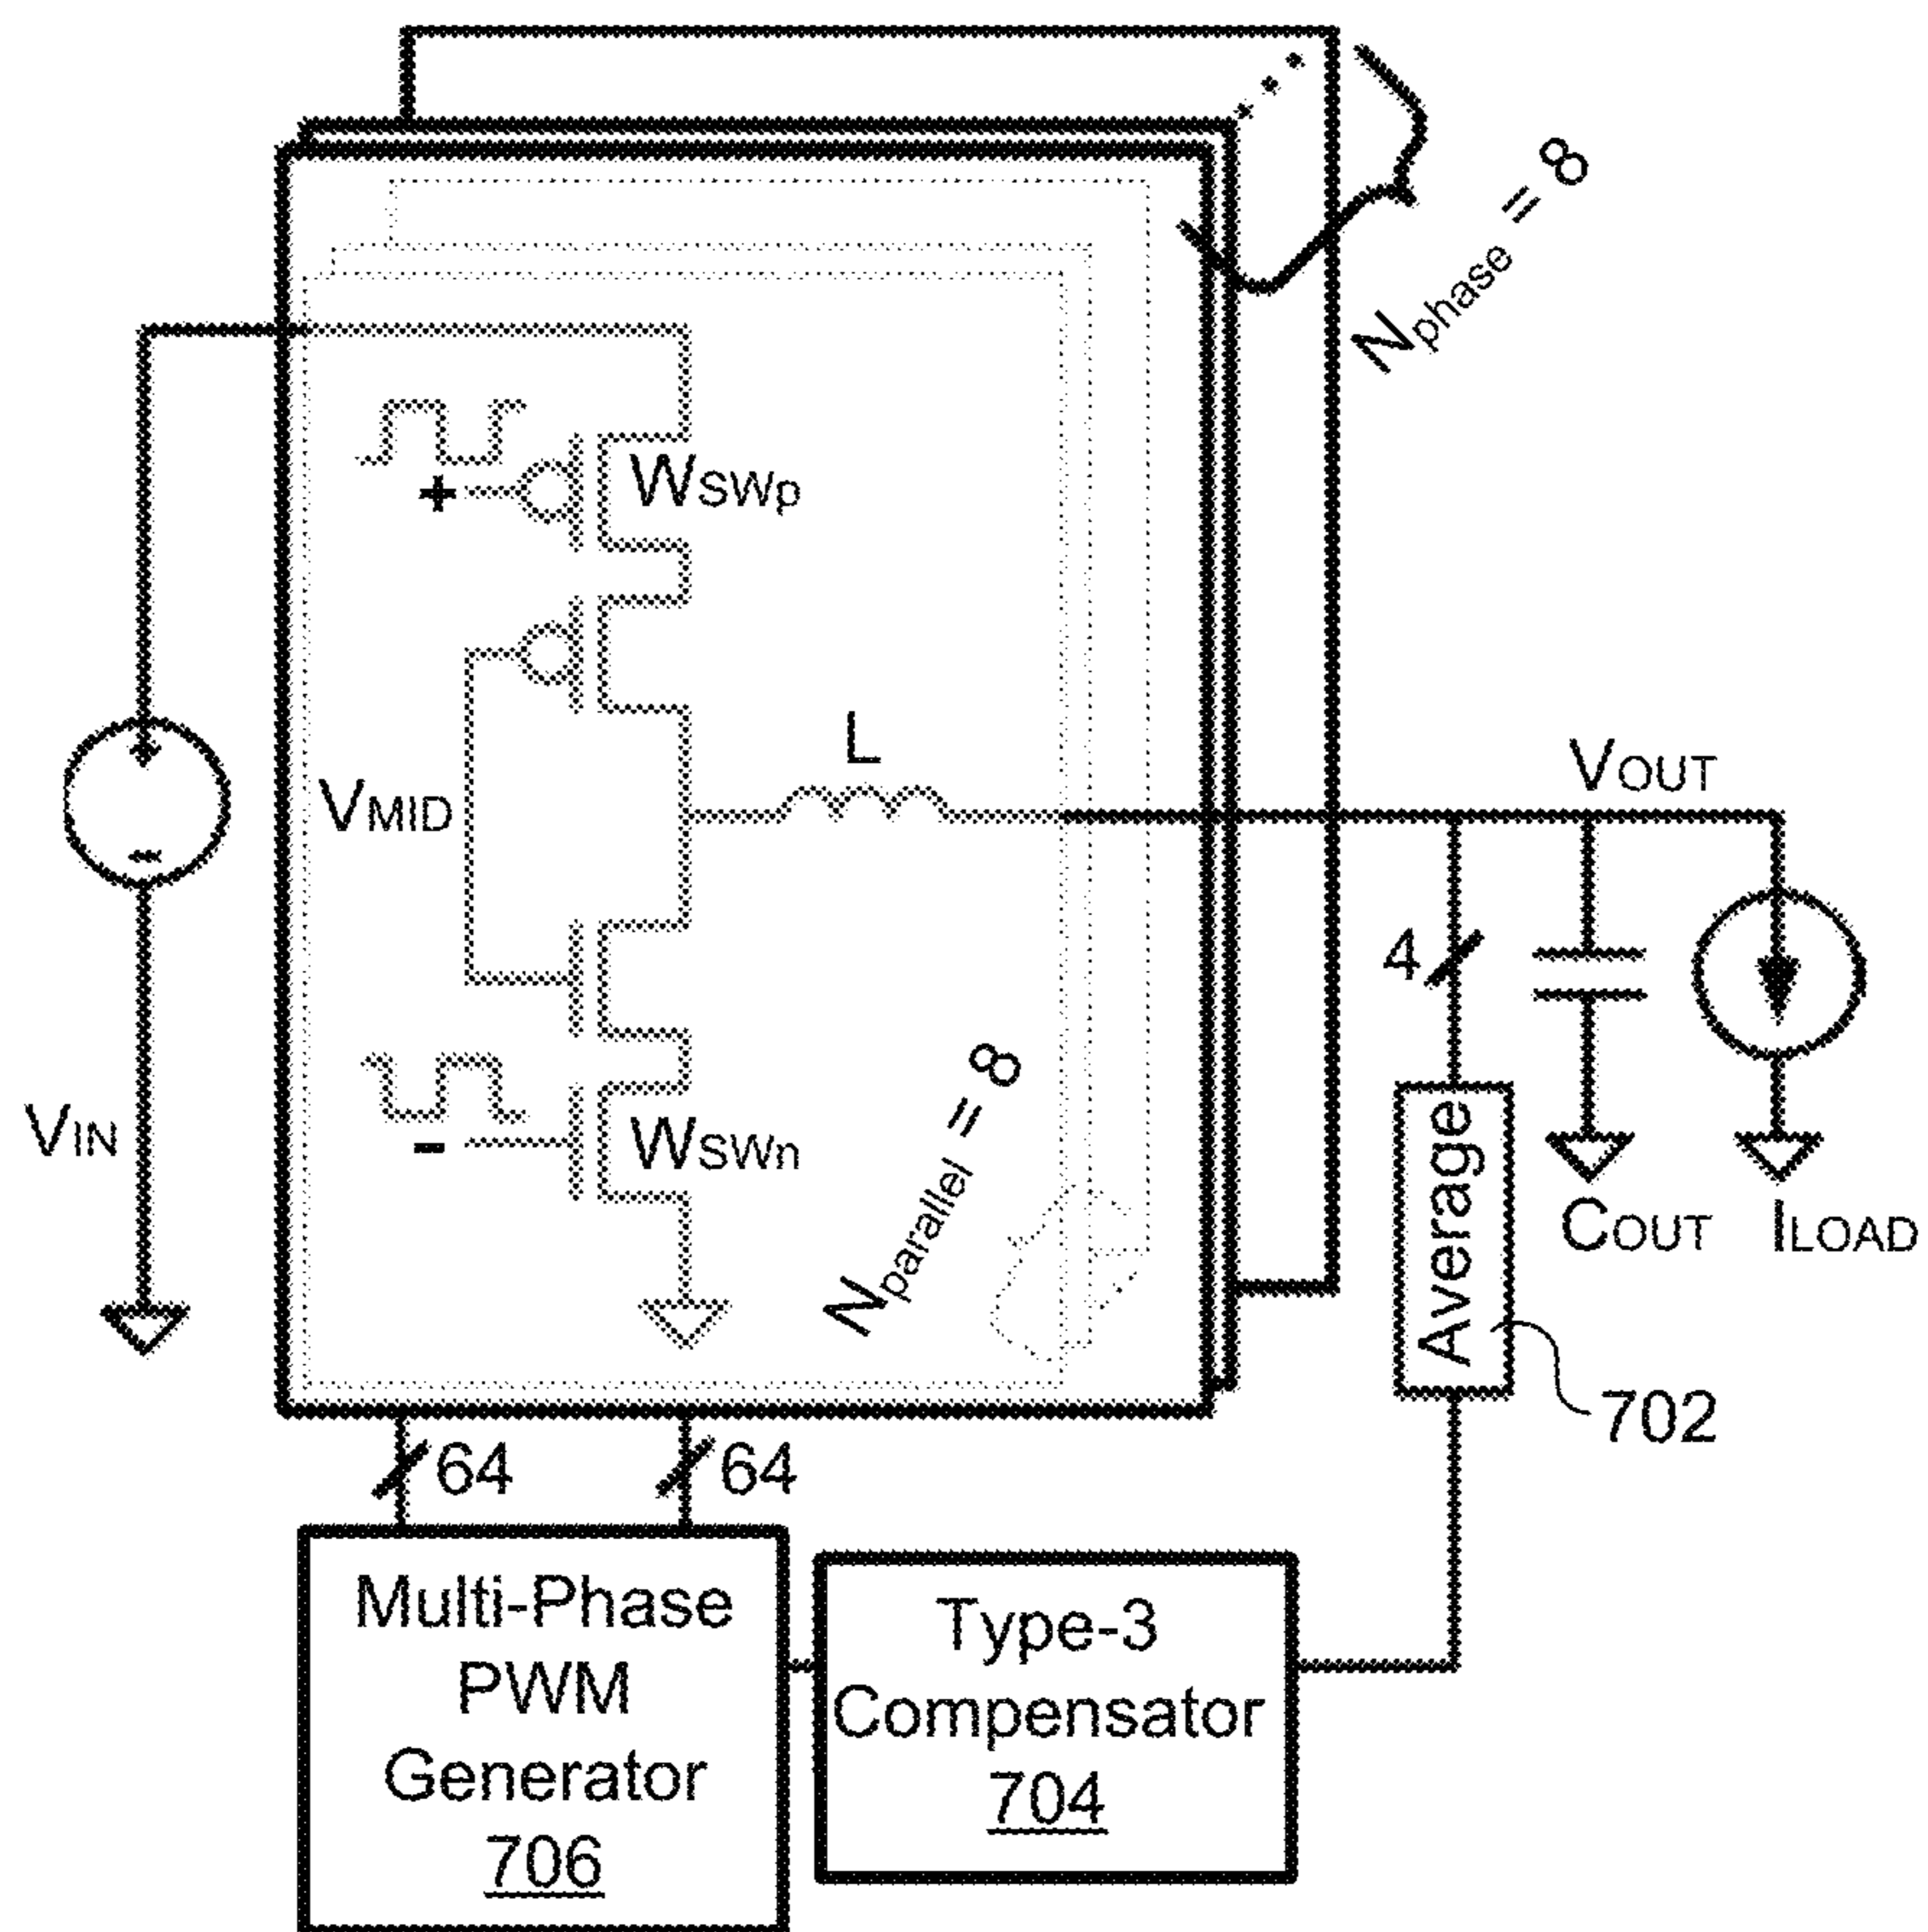 Nphase = 8
+
WSWp
L
VMID
VOUT
4
VIN
-
WSWn
Nparallel = 8
Average
COUT
ILOAD
702
64
64
Multi-Phase
PWM
Generator
706
Type-3
Compensator
704